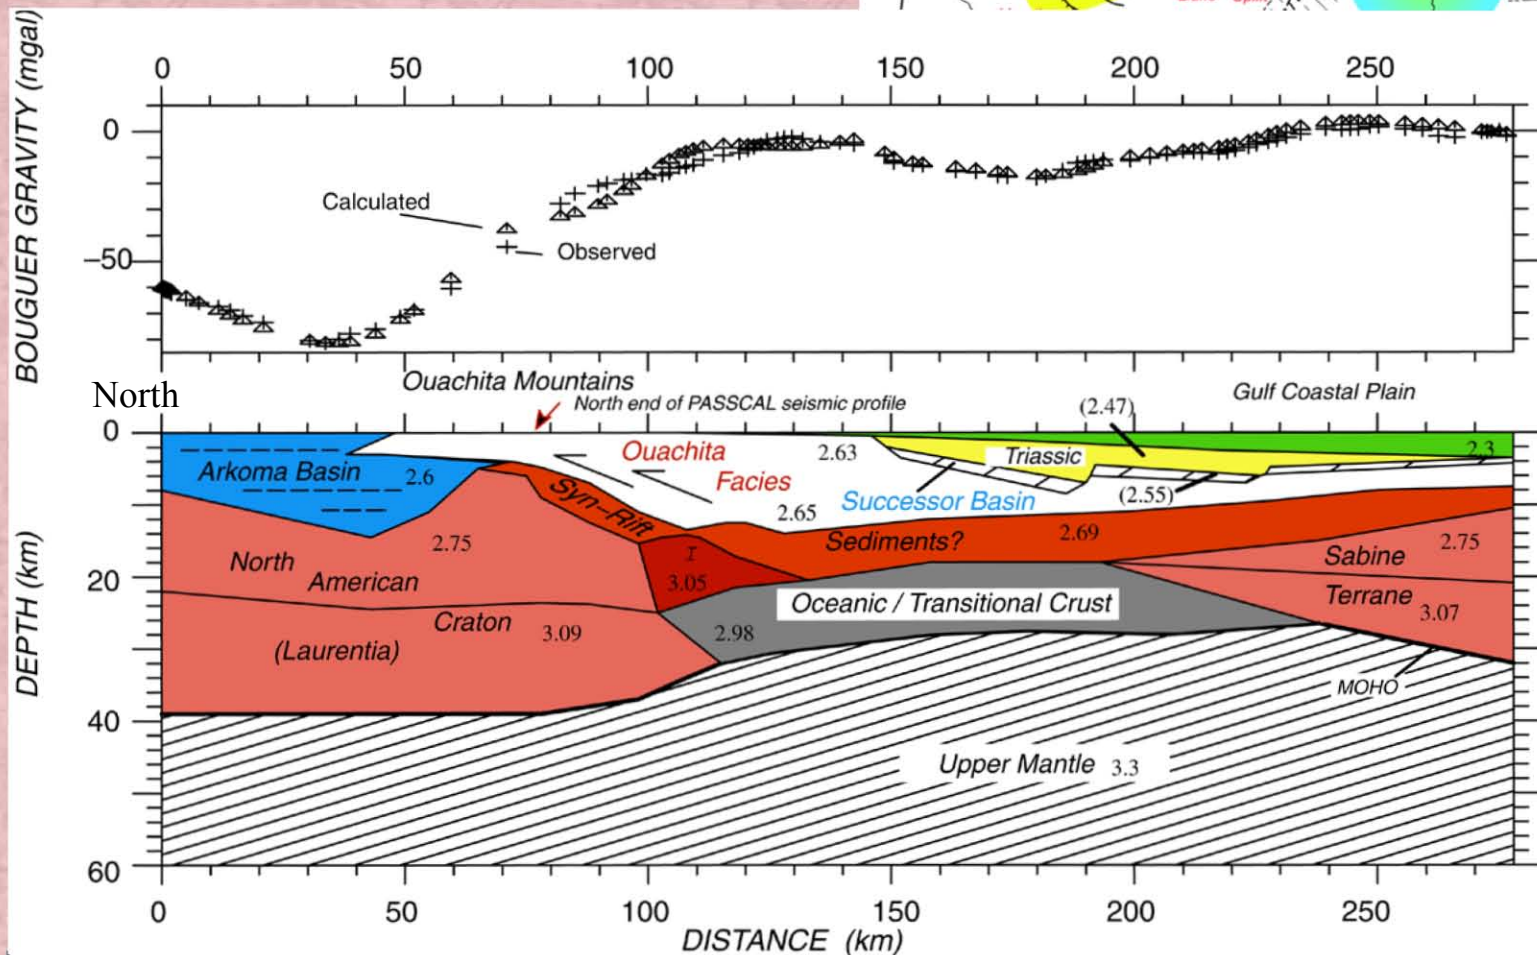 0 50 100 150 200 250
BOUGUER GRAVITY (mgal)
0
−50
Calculated
Observed
North
Ouachita Mountains
North end of PASSCAL seismic profile
Gulf Coastal Plain
(2.47)
DEPTH (km)
0
20
40
60
Arkoma Basin 2.6
Ouachita
Facies
2.63
Triassic
2.3
Successor Basin
(2.55)
Syn−Rift
2.65
Sediments?
2.69
North
American
2.75
I
3.05
Sabine
2.75
Terrane 3.07
Oceanic / Transitional Crust
Craton 3.09
2.98
(Laurentia)
MOHO
Upper Mantle 3.3
0 50 100 150 200 250
DISTANCE (km)